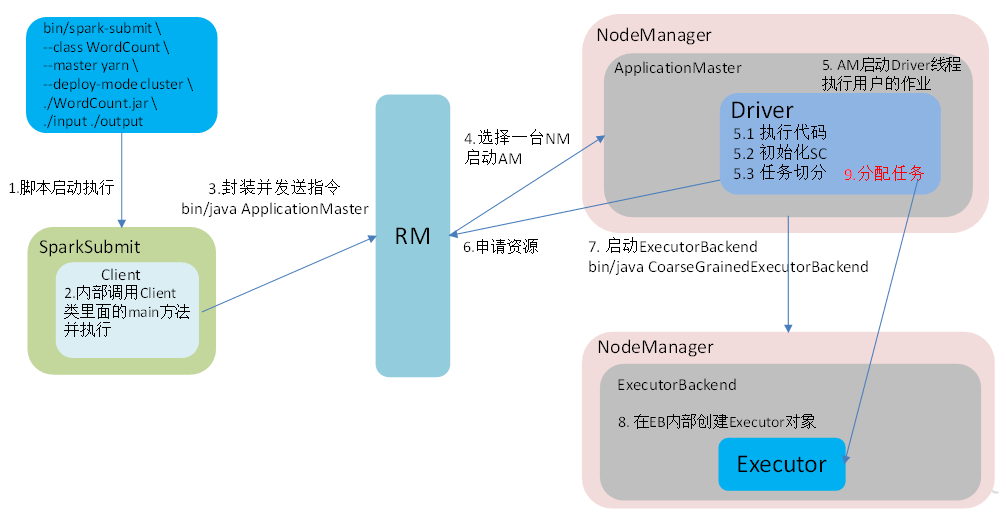 bin/spark-submit \
--class WordCount \
--master yarn \
--deploy-mode cluster \
./WordCount.jar \
./input ./output
1.脚本启动执行
SparkSubmit
Client
2.内部调用Client
类里面的main方法
并执行
3.封装并发送指令
bin/java ApplicationMaster
RM
4.选择一台NM
启动AM
6.申请资源
NodeManager
ApplicationMaster
5. AM启动Driver线程
执行用户的作业
Driver
5.1 执行代码
5.2 初始化SC
5.3 任务切分
9.分配任务
7. 启动ExecutorBackend
bin/java CoarseGrainedExecutorBackend
NodeManager
ExecutorBackend
8. 在EB内部创建Executor对象
Executor